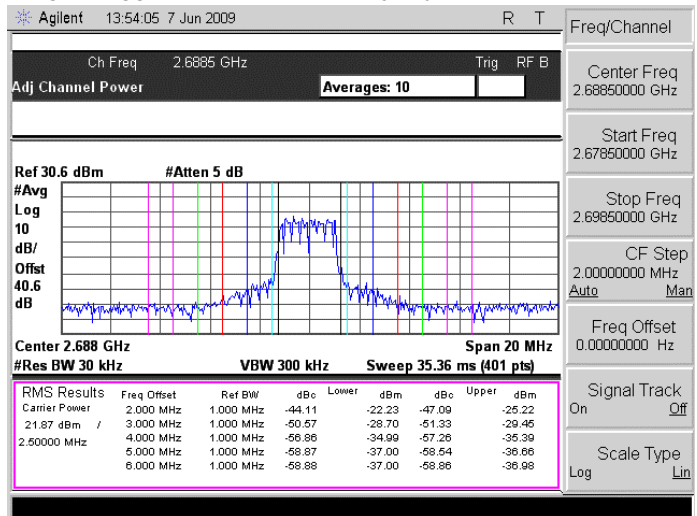 Agilent 13:54:05 7 Jun 2009 R T
Ch Freq 2.6885 GHz Trig RF B
Adj Channel Power Averages: 10
Ref 30.6 dBm #Atten 5 dB
#Avg
Log
10
dB/
Offst
40.6
dB
Center 2.688 GHz Span 20 MHz
#Res BW 30 kHz VBW 300 kHz Sweep 35.36 ms (401 pts)
RMS Results Freq Offset Ref BW dBc Lower dBm dBc Upper dBm
Carrier Power 2.000 MHz 1.000 MHz -44.11 -22.23 -47.09 -25.22
21.87 dBm / 3.000 MHz 1.000 MHz -50.57 -28.70 -51.33 -29.45
2.50000 MHz 4.000 MHz 1.000 MHz -56.86 -34.99 -57.26 -35.39
5.000 MHz 1.000 MHz -58.87 -37.00 -58.54 -36.66
6.000 MHz 1.000 MHz -58.88 -37.00 -58.86 -36.98
Freq/Channel
Center Freq
2.68850000 GHz
Start Freq
2.67850000 GHz
Stop Freq
2.69850000 GHz
CF Step
2.00000000 MHz
Auto Man
Freq Offset
0.00000000 Hz
Signal Track
On Off
Scale Type
Log Lin